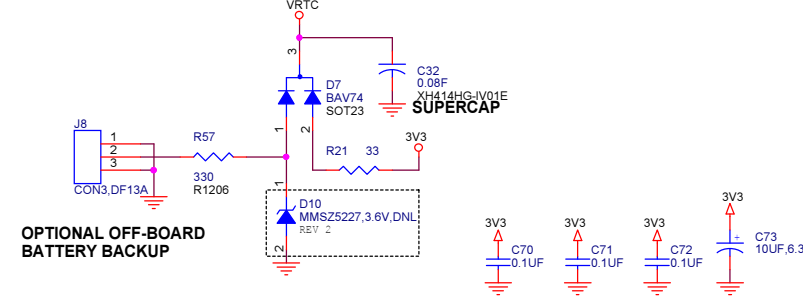 VRTC
3
C32
0.08F
XH414HG-IV01E
SUPERCAP
D7
BAV74
SOT23
1
2
J8
1
2
3
CON3,DF13A
R57
330
R1206
R21 33
3V3
1
D10
MMSZ5227,3.6V,DNL
REV 2
2
OPTIONAL OFF-BOARD
BATTERY BACKUP
3V3
C70
0.1UF
3V3
C71
0.1UF
3V3
C72
0.1UF
3V3
+
C73
10UF,6.3